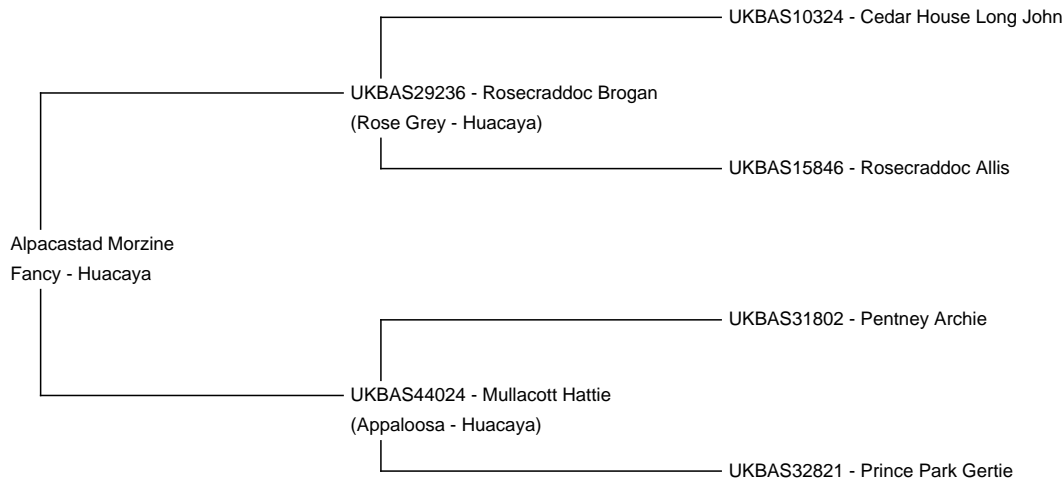 UKBAS10324 - Cedar House Long John
UKBAS29236 - Rosecraddoc Brogan
(Rose Grey - Huacaya)
UKBAS15846 - Rosecraddoc Allis
Alpacastad Morzine
Fancy - Huacaya
UKBAS31802 - Pentney Archie
UKBAS44024 - Mullacott Hattie
(Appaloosa - Huacaya)
UKBAS32821 - Prince Park Gertie